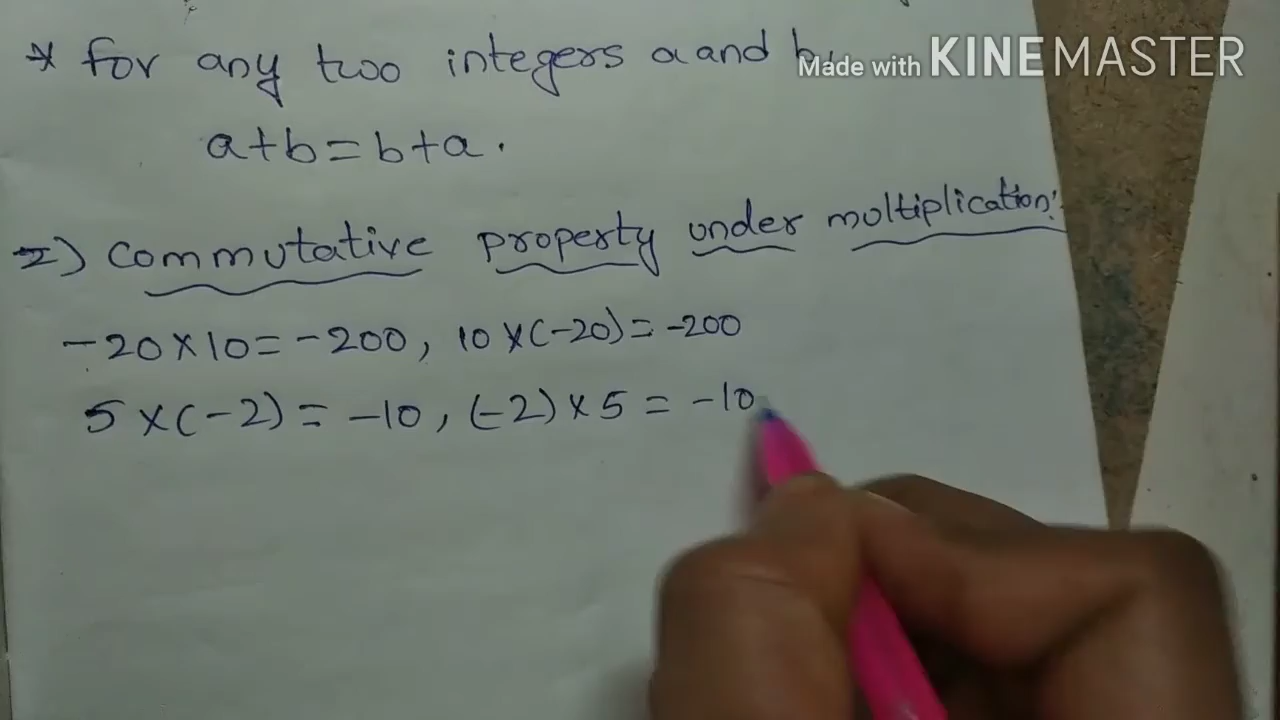 * for any two integers a and b,
Made with KINEMASTER
a+b=b+a.
2) Commutative property under multiplication:
-20×10=-200, 10×(-20)=-200
5×(-2)=-10, (-2)×5=-10